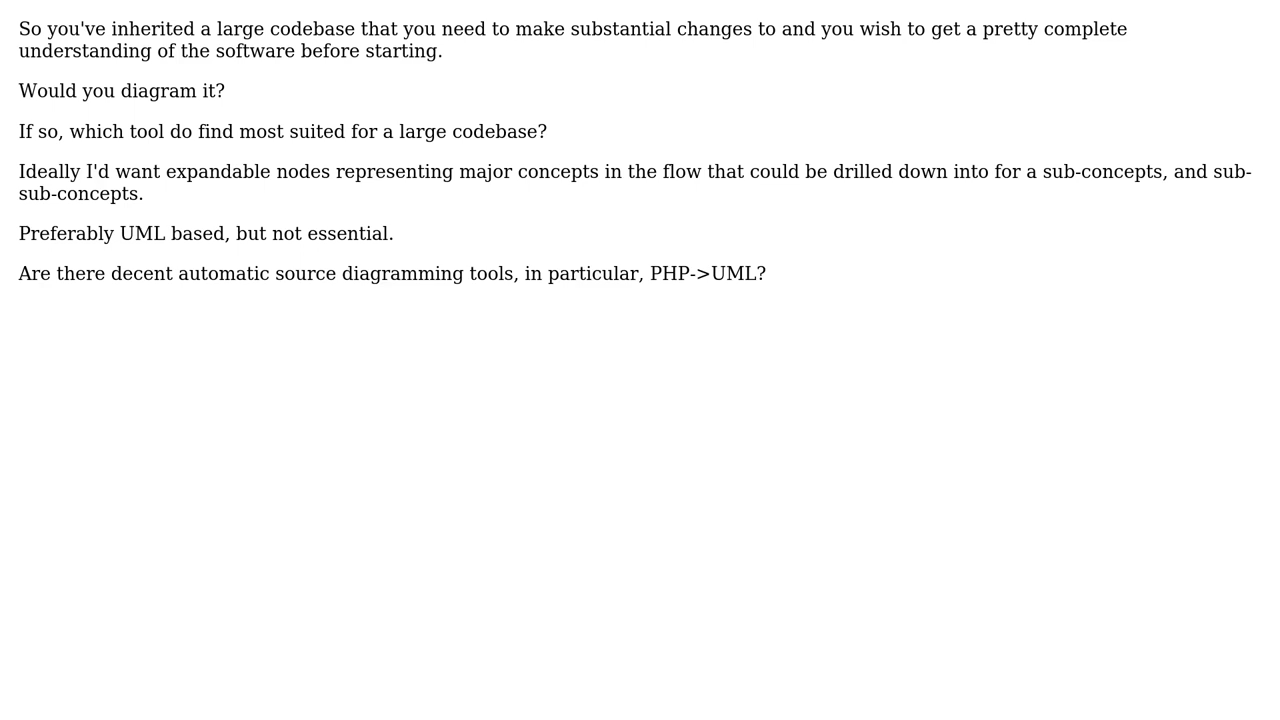 So you've inherited a large codebase that you need to make substantial changes to and you wish to get a pretty complete
understanding of the software before starting.
Would you diagram it?
If so, which tool do find most suited for a large codebase?
Ideally I'd want expandable nodes representing major concepts in the flow that could be drilled down into for a sub-concepts, and sub-
sub-concepts.
Preferably UML based, but not essential.
Are there decent automatic source diagramming tools, in particular, PHP->UML?